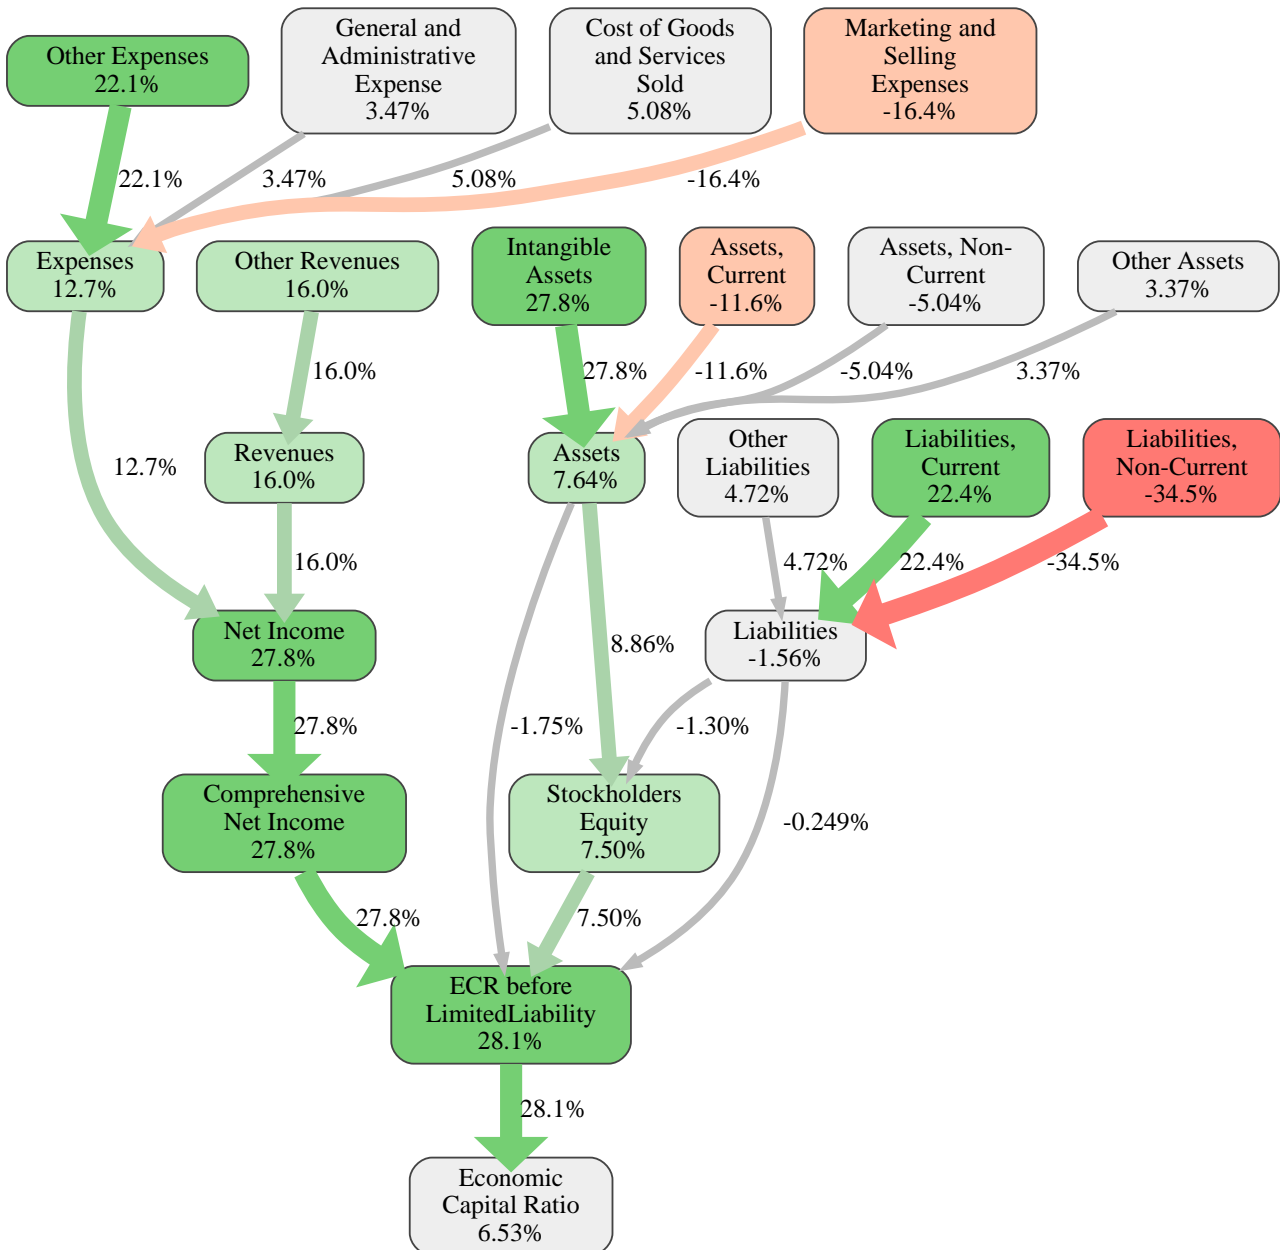 Other Expenses
22.1%
General and
Administrative
Expense
3.47%
Cost of Goods
and Services
Sold
5.08%
Marketing and
Selling
Expenses
-16.4%
22.1%
3.47%
5.08%
-16.4%
Expenses
12.7%
Other Revenues
16.0%
Intangible
Assets
27.8%
Assets,
Current
-11.6%
Assets, Non-
Current
-5.04%
Other Assets
3.37%
16.0%
27.8%
-11.6%
-5.04%
3.37%
12.7%
Revenues
16.0%
Assets
7.64%
Other
Liabilities
4.72%
Liabilities,
Current
22.4%
Liabilities,
Non-Current
-34.5%
16.0%
4.72%
22.4%
-34.5%
Net Income
27.8%
8.86%
Liabilities
-1.56%
27.8%
-1.75%
-1.30%
Comprehensive
Net Income
27.8%
Stockholders
Equity
7.50%
-0.249%
27.8%
7.50%
ECR before
LimitedLiability
28.1%
28.1%
Economic
Capital Ratio
6.53%